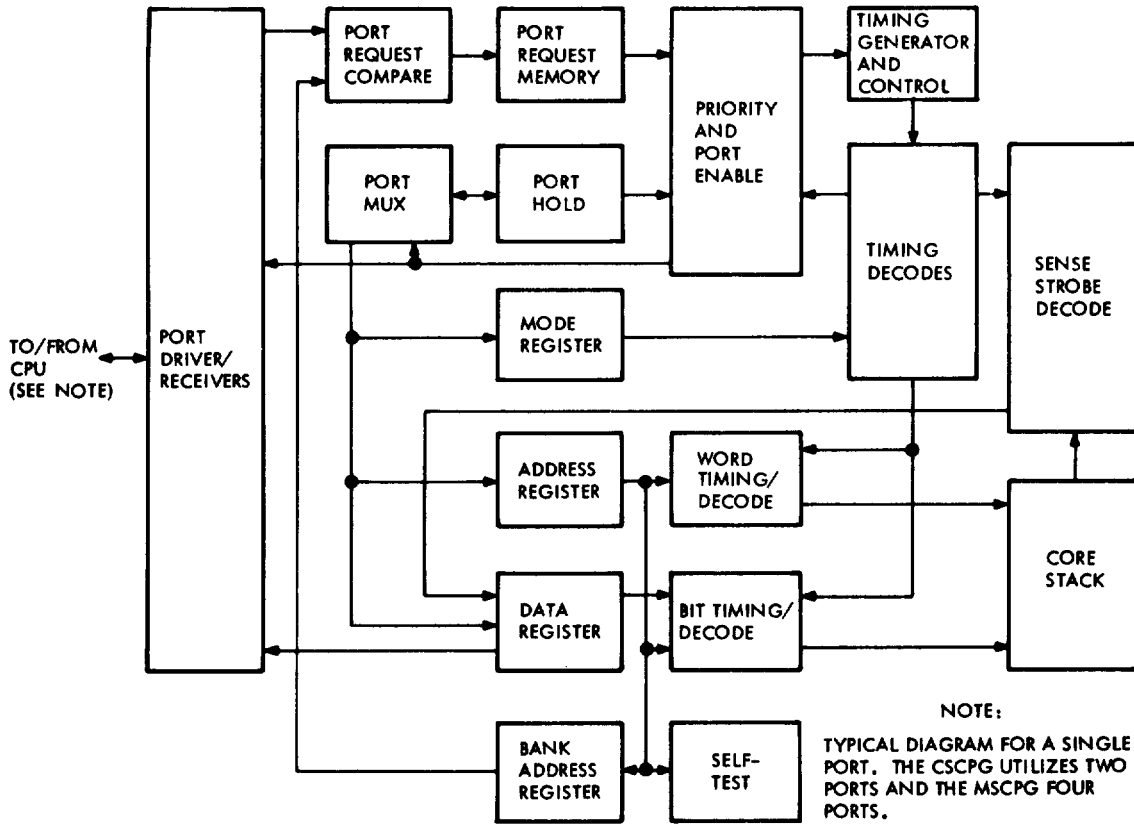 PORT
REQUEST
COMPARE
PORT
REQUEST
MEMORY
PRIORITY
AND
PORT
ENABLE
TIMING
GENERATOR
AND
CONTROL
PORT
MUX
PORT
HOLD
TIMING
DECODES
SENSE
STROBE
DECODE
TO/FROM
CPU
(SEE NOTE)
PORT
DRIVER/
RECEIVERS
MODE
REGISTER
ADDRESS
REGISTER
WORD
TIMING/
DECODE
CORE
STACK
DATA
REGISTER
BIT TIMING/
DECODE
BANK
ADDRESS
REGISTER
SELF-
TEST
NOTE:
TYPICAL DIAGRAM FOR A SINGLE
PORT. THE CSCPG UTILIZES TWO
PORTS AND THE MSCPG FOUR
PORTS.